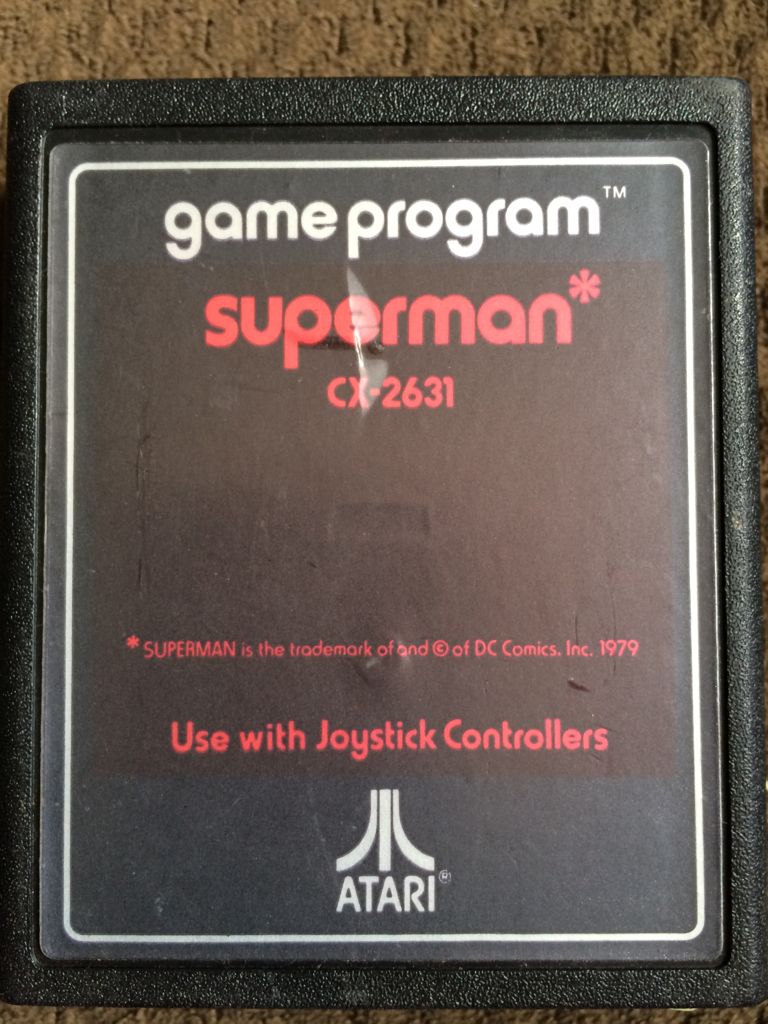 game program™
superman*
CX-2631
* SUPERMAN is the trademark of and © of DC Comics. Inc. 1979
Use with Joystick Controllers
ATARI®